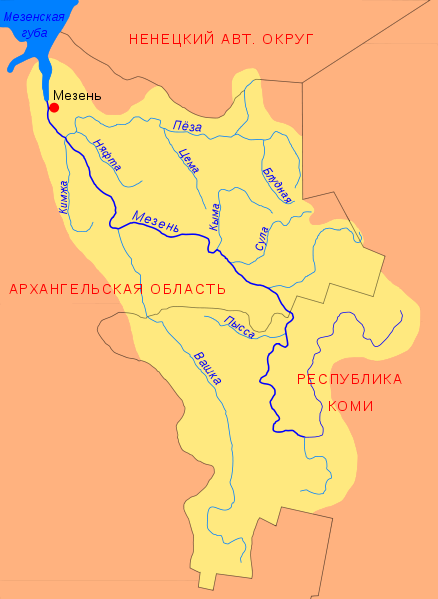 Мезенская
губа
НЕНЕЦКИЙ АВТ. ОКРУГ
Мезень
Пёза
Няфта
Цема
Блудная
Кимжа
Кыма
Мезень
Сула
АРХАНГЕЛЬСКАЯ ОБЛАСТЬ
Пысса
Вашка
РЕСПУБЛИКА
КОМИ